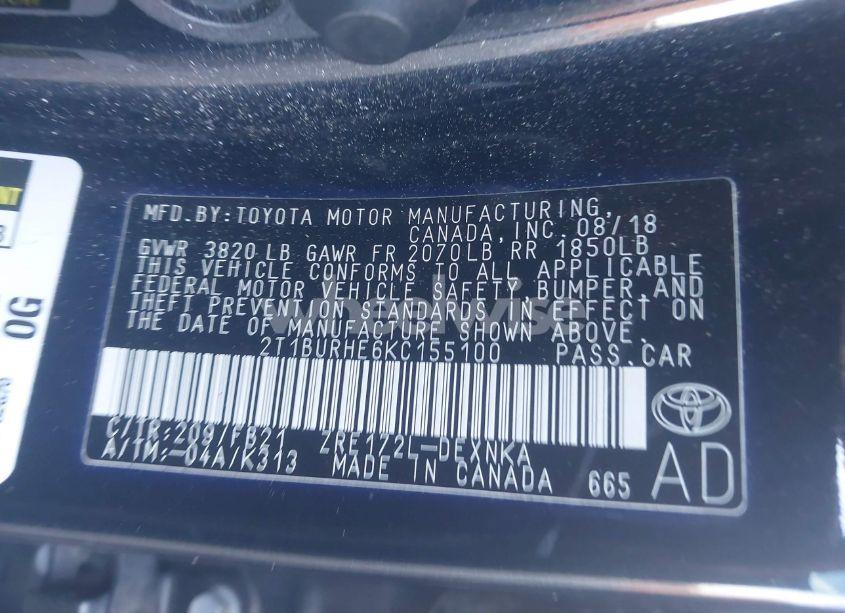 MFD.BY:TOYOTA MOTOR MANUFACTURING,
CANADA, INC. 08/18
GVWR 3820 LB GAWR FR 2070LB RR 1850LB
THIS VEHICLE CONFORMS TO ALL APPLICABLE
FEDERAL MOTOR VEHICLE SAFETY,BUMPER,AND
THEFT PREVENTION STANDARDS IN EFFECT ON
THE DATE OF MANUFACTURE SHOWN ABOVE.
wheelwise
2T1BURHE6KC155100 PASS.CAR
C/TR:209/FB21 ZRE172L-DEXNKA
A/TM:-04A/K313 MADE IN CANADA 665 AD
0G